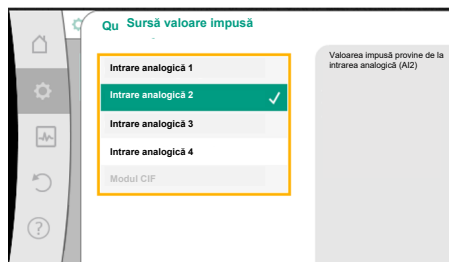 Qu Sursă valoare impusă
Intrare analogică 1
Intrare analogică 2
Intrare analogică 3
Intrare analogică 4
Modul CIF
Valoarea impusă provine de la
intrarea analogică (AI2)
?